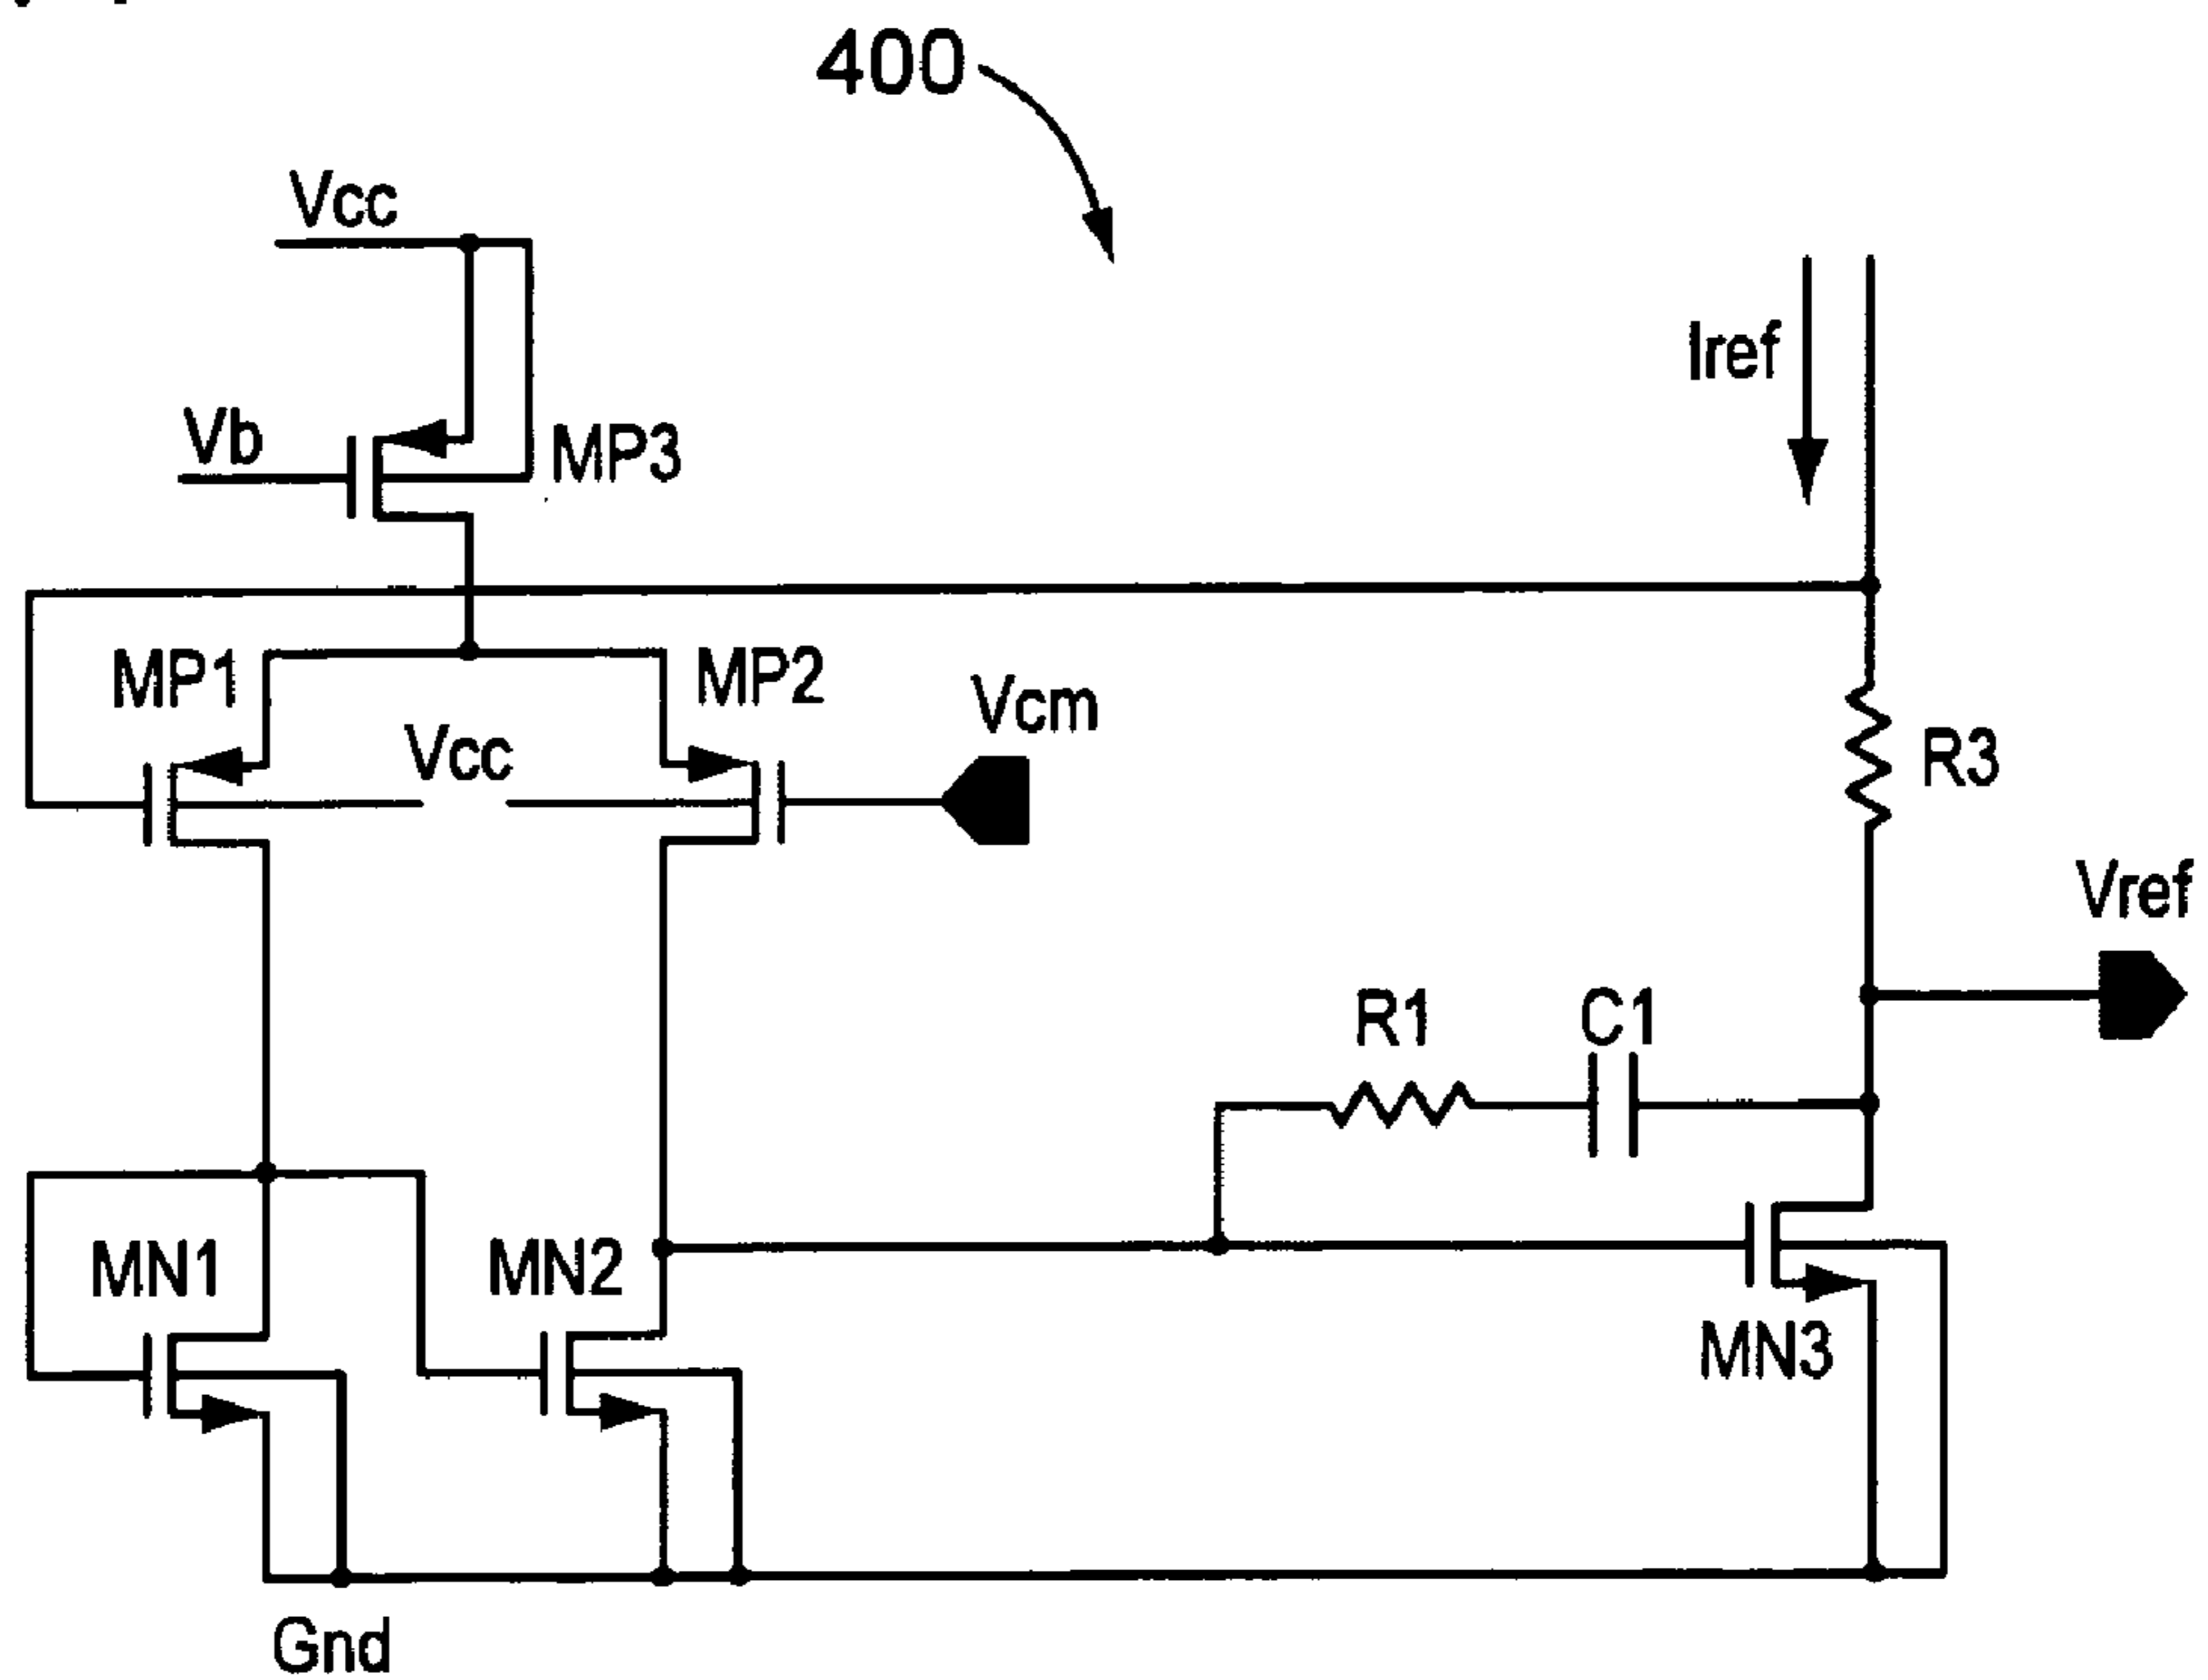 400
Vcc
Iref
Vb
MP3
MP1
MP2
Vcm
Vcc
R3
Vref
R1
C1
MN1
MN2
MN3
Gnd